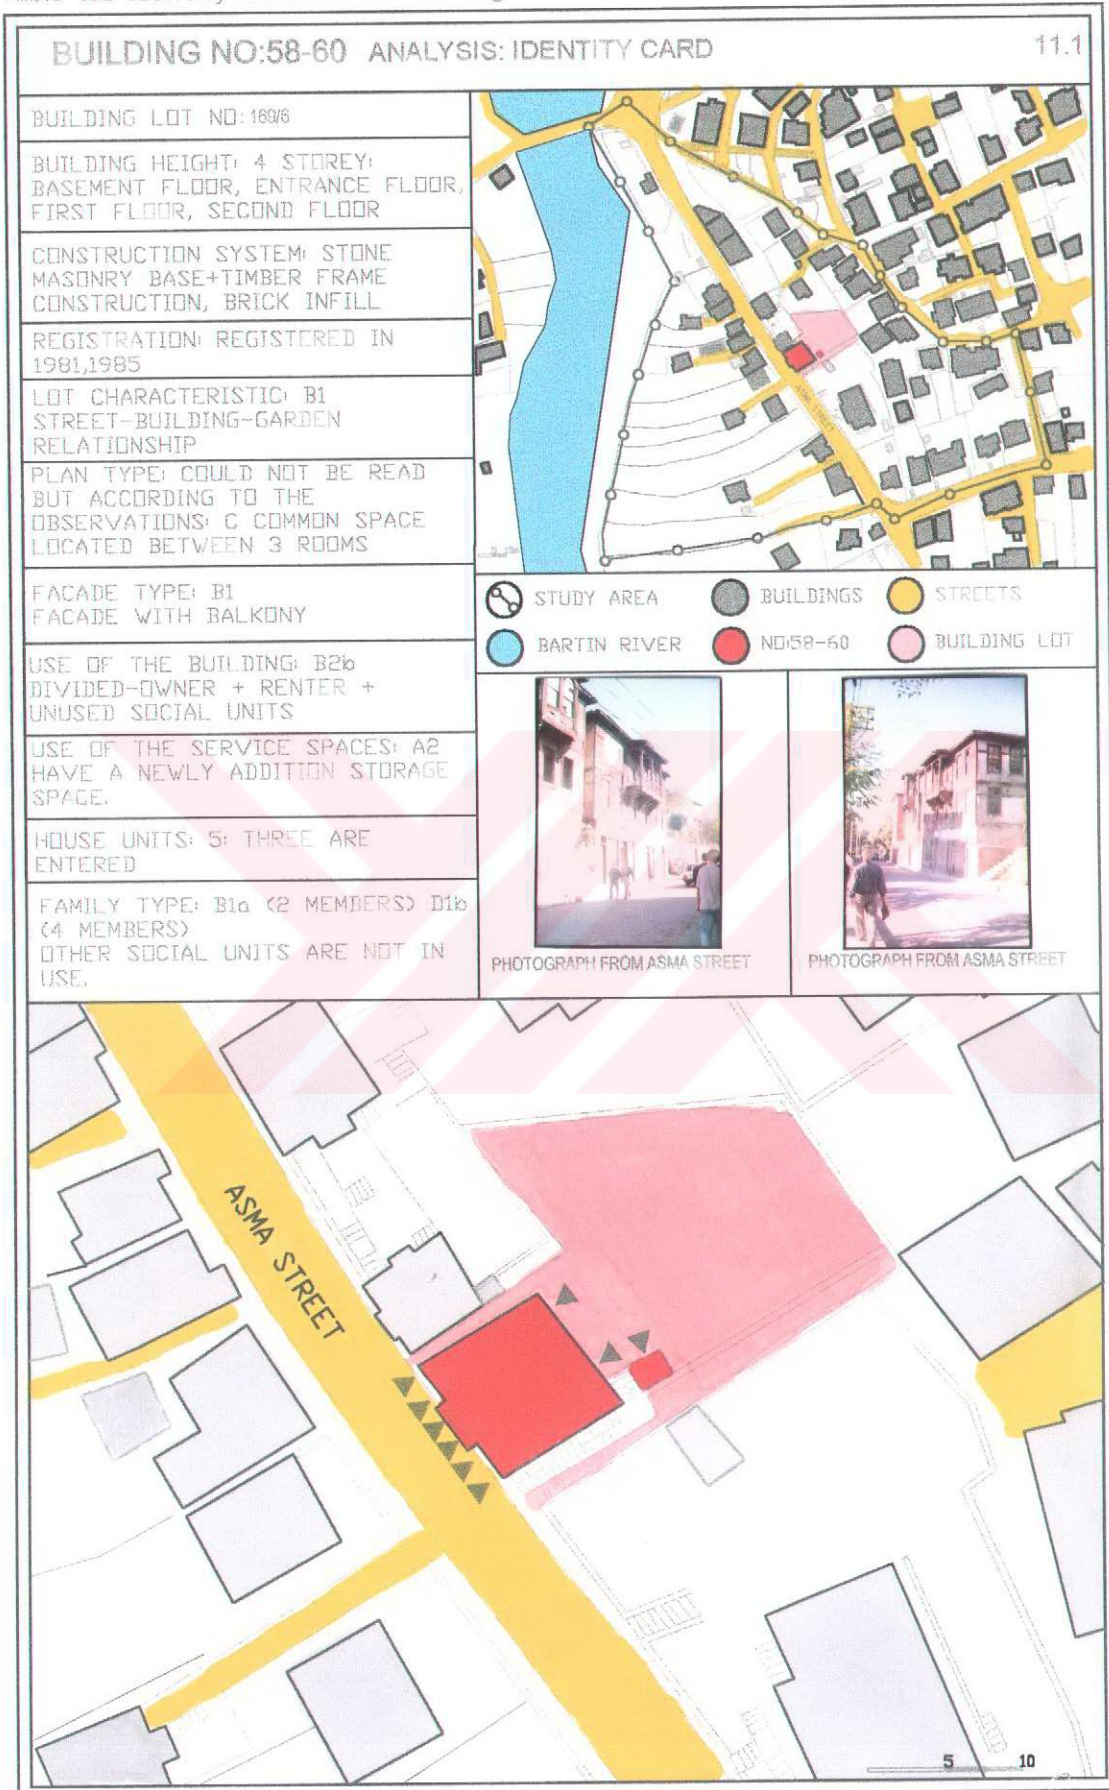 BUILDING NO:58-60 ANALYSIS: IDENTITY CARD
11.1
BUILDING LOT NO: 169/6
BUILDING HEIGHT: 4 STOREY:
BASEMENT FLOOR, ENTRANCE FLOOR,
FIRST FLOOR, SECOND FLOOR
CONSTRUCTION SYSTEM: STONE
MASONRY BASE+TIMBER FRAME
CONSTRUCTION, BRICK INFILL
REGISTRATION: REGISTERED IN
1981,1985
LOT CHARACTERISTIC: B1
STREET-BUILDING-GARDEN
RELATIONSHIP
PLAN TYPE: COULD NOT BE READ
BUT ACCORDING TO THE
OBSERVATIONS: C COMMON SPACE
LOCATED BETWEEN 3 ROOMS
FACADE TYPE: B1
FACADE WITH BALKONY
USE OF THE BUILDING: B2b
DIVIDED-OWNER + RENTER +
UNUSED SOCIAL UNITS
USE OF THE SERVICE SPACES: A2
HAVE A NEWLY ADDITION STORAGE
SPACE.
HOUSE UNITS: 5: THREE ARE
ENTERED
FAMILY TYPE: B1a (2 MEMBERS) D1b
(4 MEMBERS)
OTHER SOCIAL UNITS ARE NOT IN
USE.
ASMA STREET
STUDY AREA
BUILDINGS
STREETS
BARTIN RIVER
NO:58-60
BUILDING LOT
PHOTOGRAPH FROM ASMA STREET
PHOTOGRAPH FROM ASMA STREET
ASMA STREET
5 10